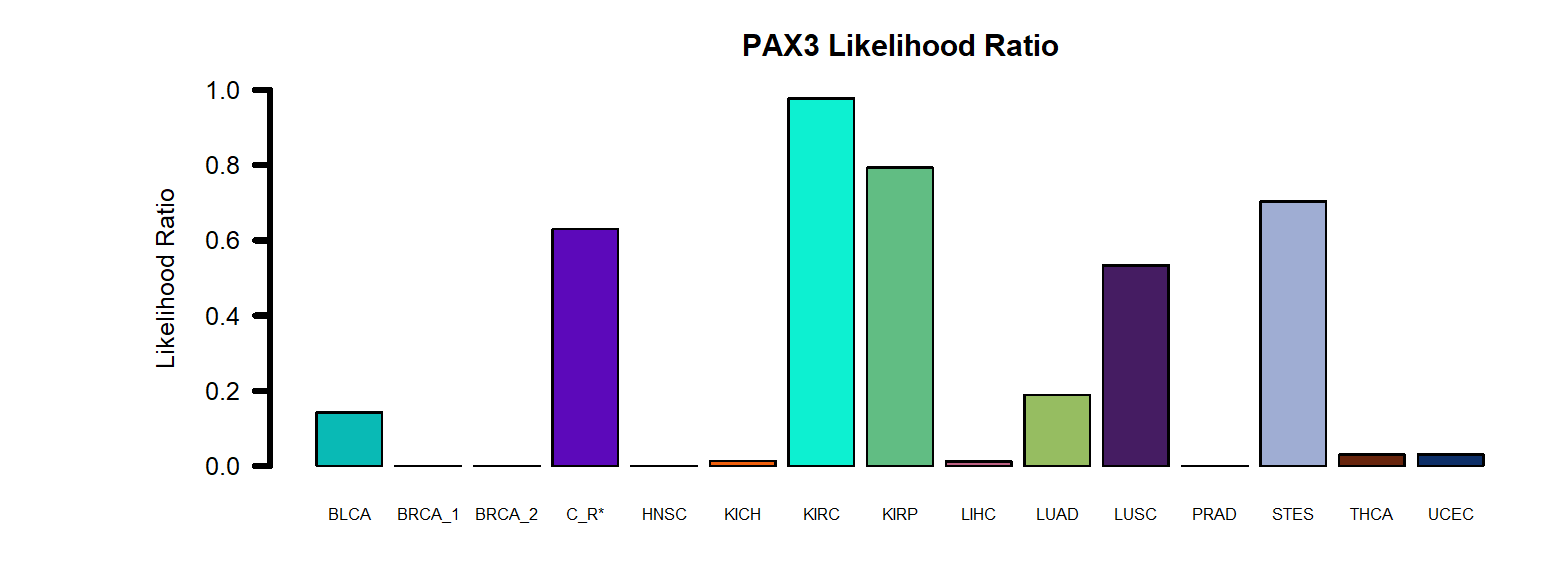 PAX3 Likelihood Ratio
Likelihood Ratio
1.0
0.8
0.6
0.4
0.2
0.0
BLCA BRCA_1 BRCA_2 C_R* HNSC KICH KIRC KIRP LIHC LUAD LUSC PRAD STES THCA UCEC